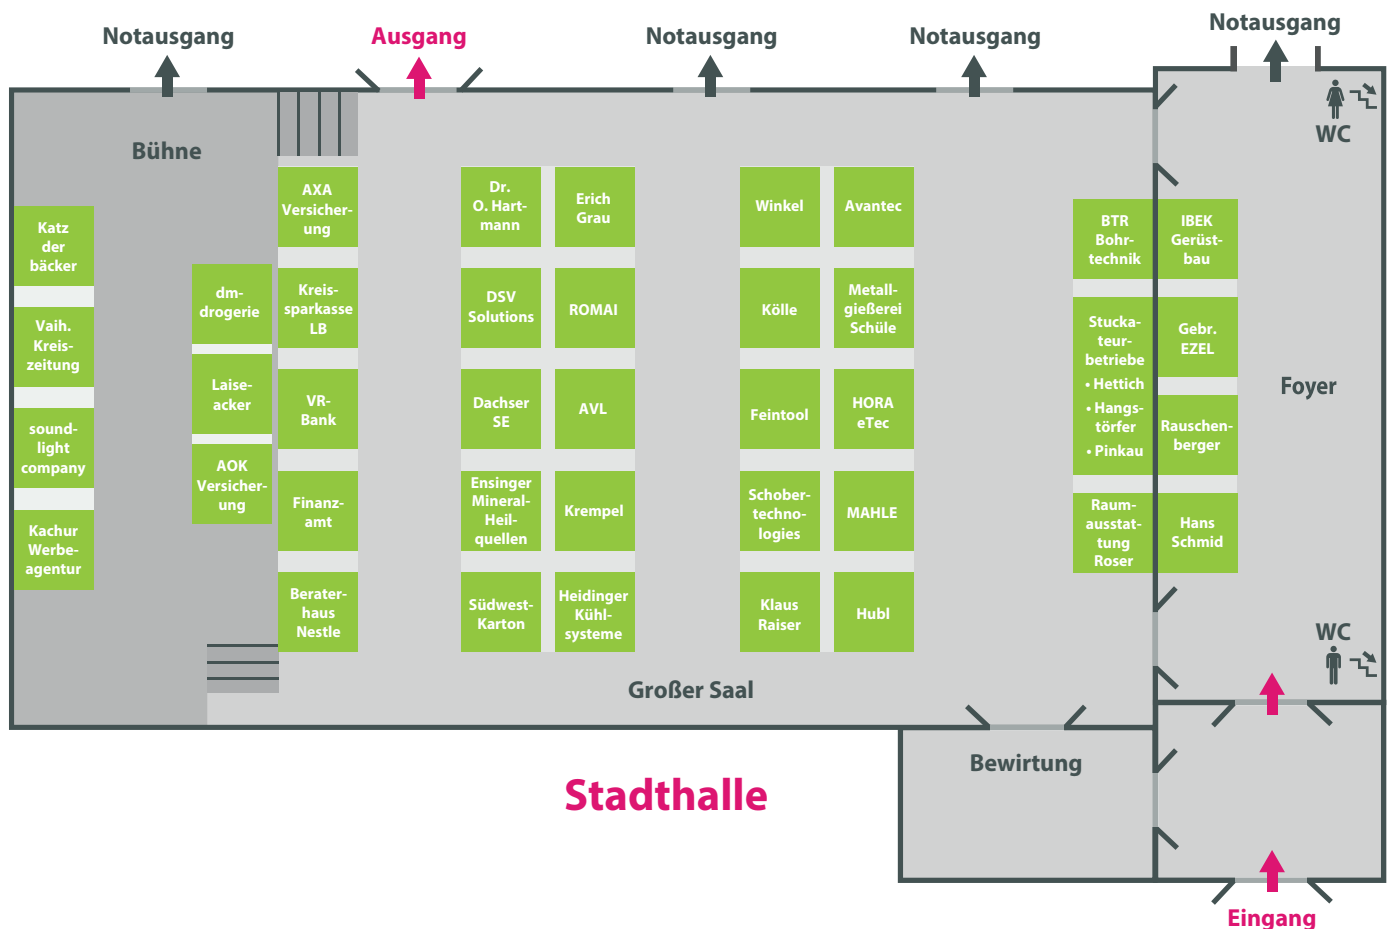 Notausgang
Ausgang
Notausgang
Notausgang
Notausgang
WC
Bühne
Katz
der
bäcker
Vaih.
Kreis-
zeitung
sound-
light
company
Kachur
Werbe-
agentur
dm-
drogerie
Laise-
acker
AOK
Versicher-
ung
AXA
Versicher-
ung
Kreis-
sparkasse
LB
VR-
Bank
Finanz-
amt
Berater-
haus
Nestle
Dr.
O. Hart-
mann
DSV
Solutions
Dachser
SE
Ensinger
Mineral-
Heil-
quellen
Südwest-
Karton
Erich
Grau
ROMAI
AVL
Krempel
Heidinger
Kühl-
systeme
Winkel
Kölle
Feintool
Schober-
techno-
logies
Klaus
Raiser
Avantec
Metall-
gießerei
Schüle
HORA
eTec
MAHLE
Hubl
BTR
Bohr-
technik
Stucka-
teur-
betriebe
• Hettich
• Hangs-
törfer
• Pinkau
Raum-
ausstat-
tung
Roser
IBEK
Gerüst-
bau
Gebr.
EZEL
Rauschen-
berger
Hans
Schmid
Foyer
WC
Großer Saal
Bewirtung
Stadthalle
Eingang